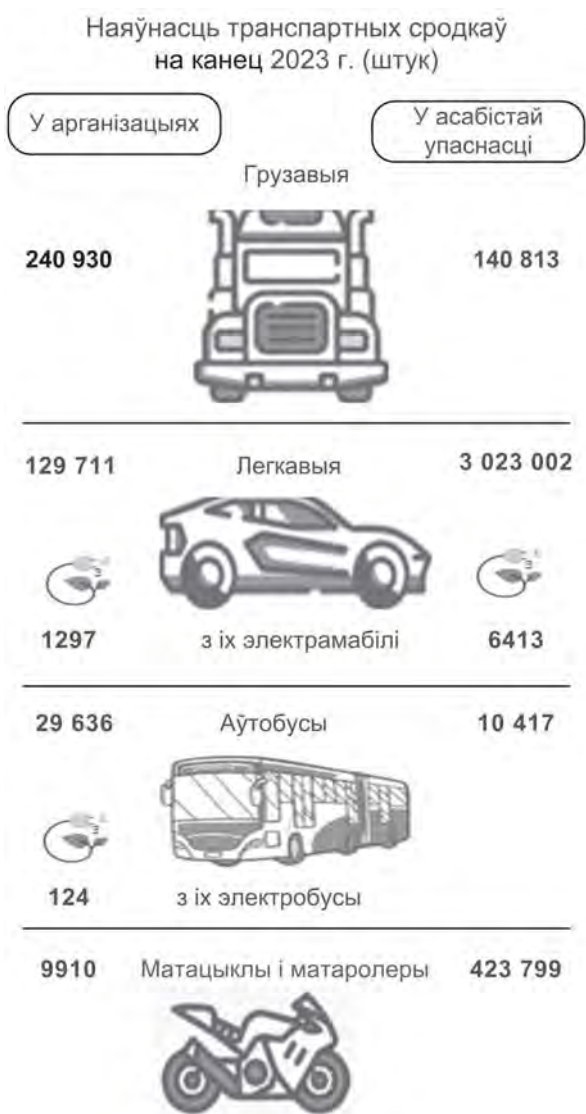 Наяўнасць транспартных сродкаў
на канец 2023 г. (штук)
У арганізацыях
У асабістай
упаснасці
Грузавыя
240 930
140 813
129 711
Легкавыя
3 023 002
1297
з іх электрамабілі
6413
29 636
Аўтобусы
10 417
124
з іх электробусы
9910
Матацыклы і матаролеры
423 799